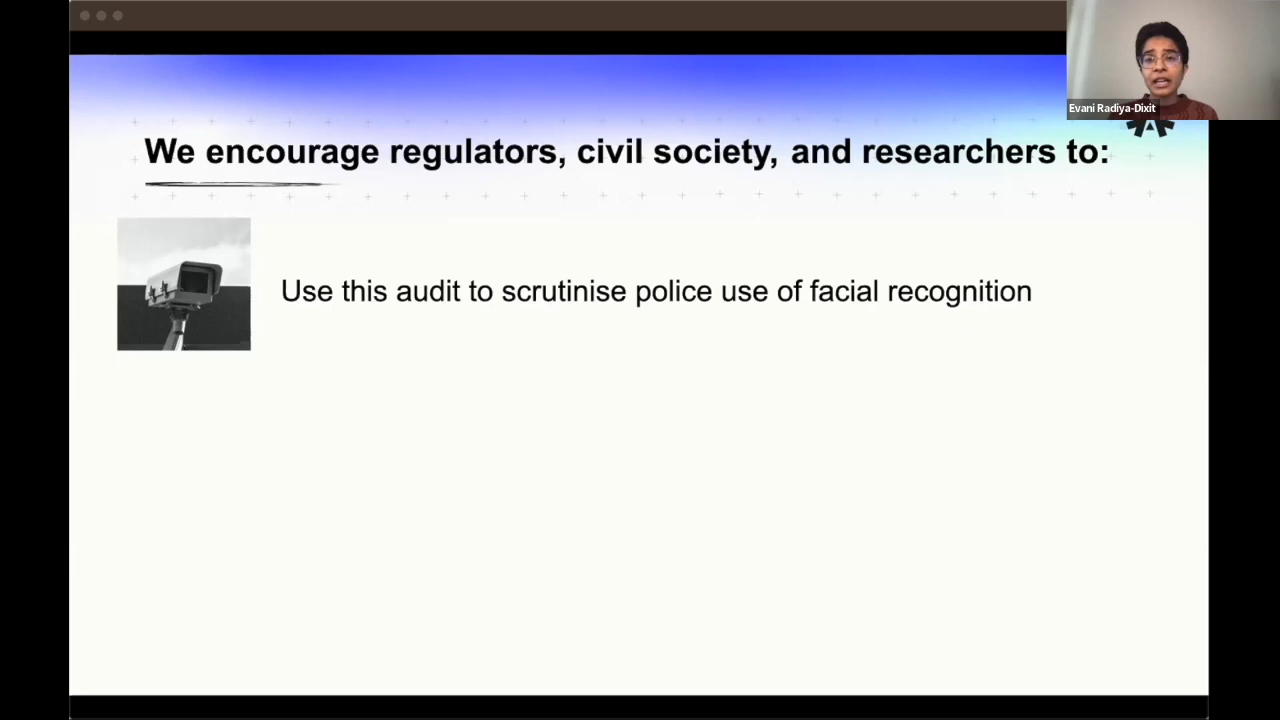 Evani Radiya-Dixit
We encourage regulators, civil society, and researchers to:
Use this audit to scrutinise police use of facial recognition